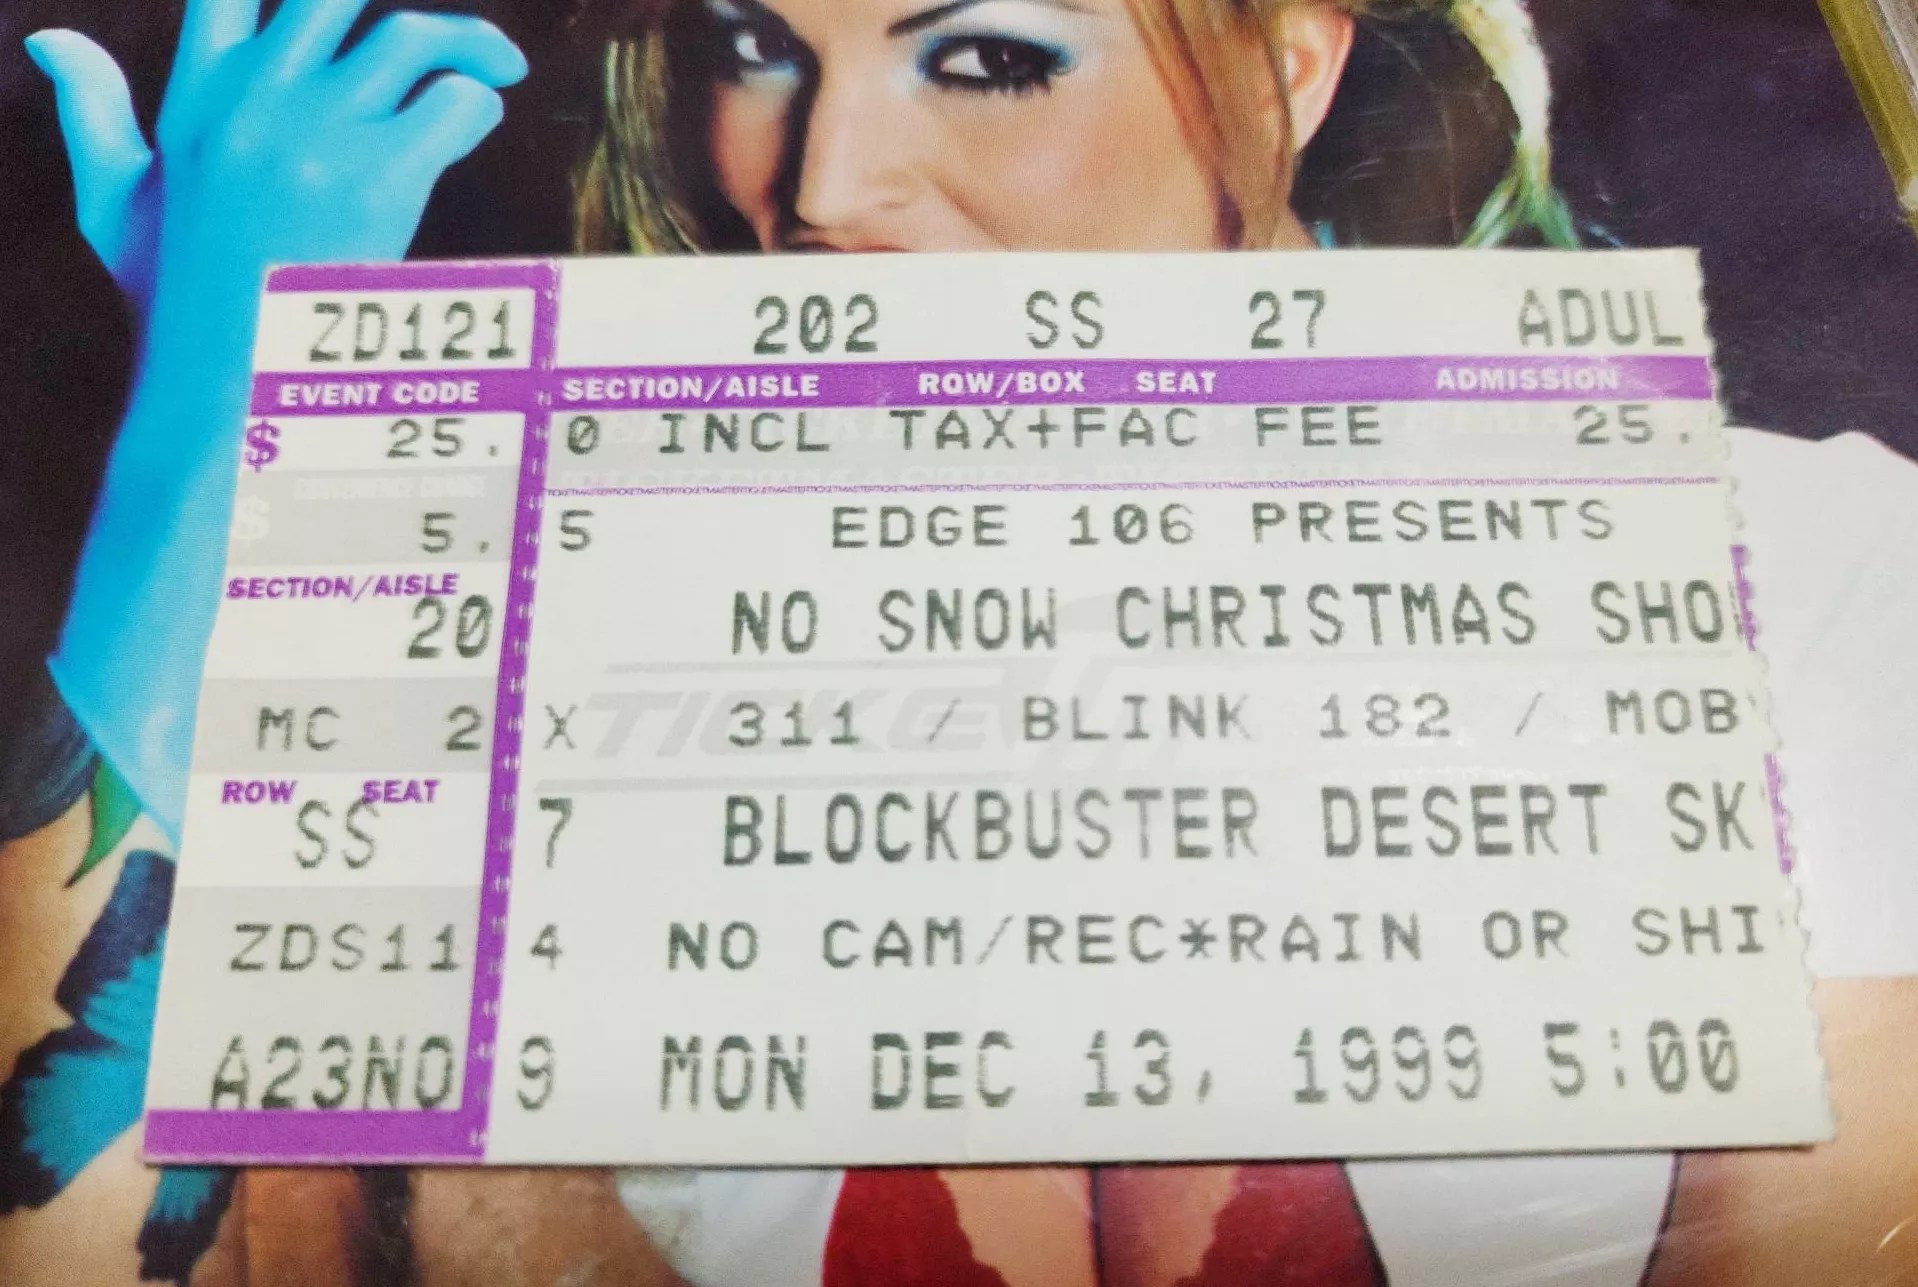 ZD121 202 SS 27 ADUL
EVENT CODE SECTION/AISLE ROW/BOX SEAT ADMISSION
$ 25. 0 INCL TAX+FAC FEE 25.
$ 5. 5 EDGE 106 PRESENTS
SECTION/AISLE
20 NO SNOW CHRISTMAS SHO
MC 2 X 311 / BLINK 182 / MOB
ROW SEAT
SS 7 BLOCKBUSTER DESERT SK
ZDS11 4 NO CAM/REC*RAIN OR SHI
A23NO 9 MON DEC 13, 1999 5:00